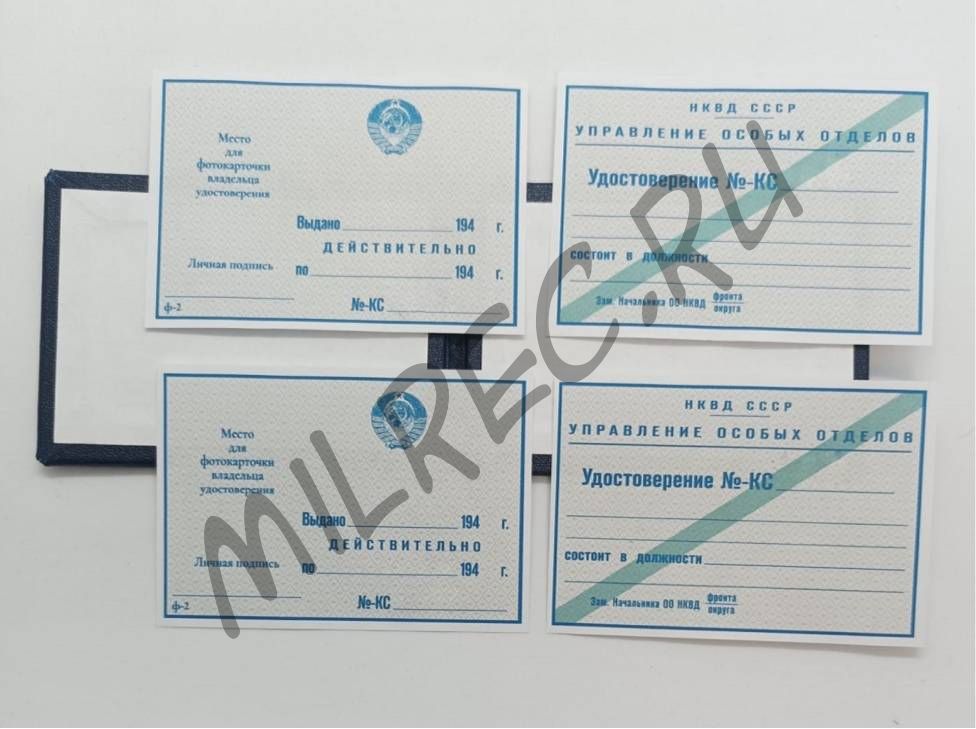 Место
для
фотокарточки
владельца
удостоверения
Выдано 194 г.
ДЕЙСТВИТЕЛЬНО
Личная подпись
по 194 г.
ф-2
№-КС
НКВД СССР
УПРАВЛЕНИЕ ОСОБЫХ ОТДЕЛОВ
Удостоверение №-КС
состоит в должности
Зам. Начальника ОО НКВД фронта
округа
Место
для
фотокарточки
владельца
удостоверения
Выдано 194 г.
ДЕЙСТВИТЕЛЬНО
Личная подпись
по 194 г.
ф-2
№-КС
НКВД СССР
УПРАВЛЕНИЕ ОСОБЫХ ОТДЕЛОВ
Удостоверение №-КС
состоит в должности
Зам. Начальника ОО НКВД фронта
округа
MILREC.RU